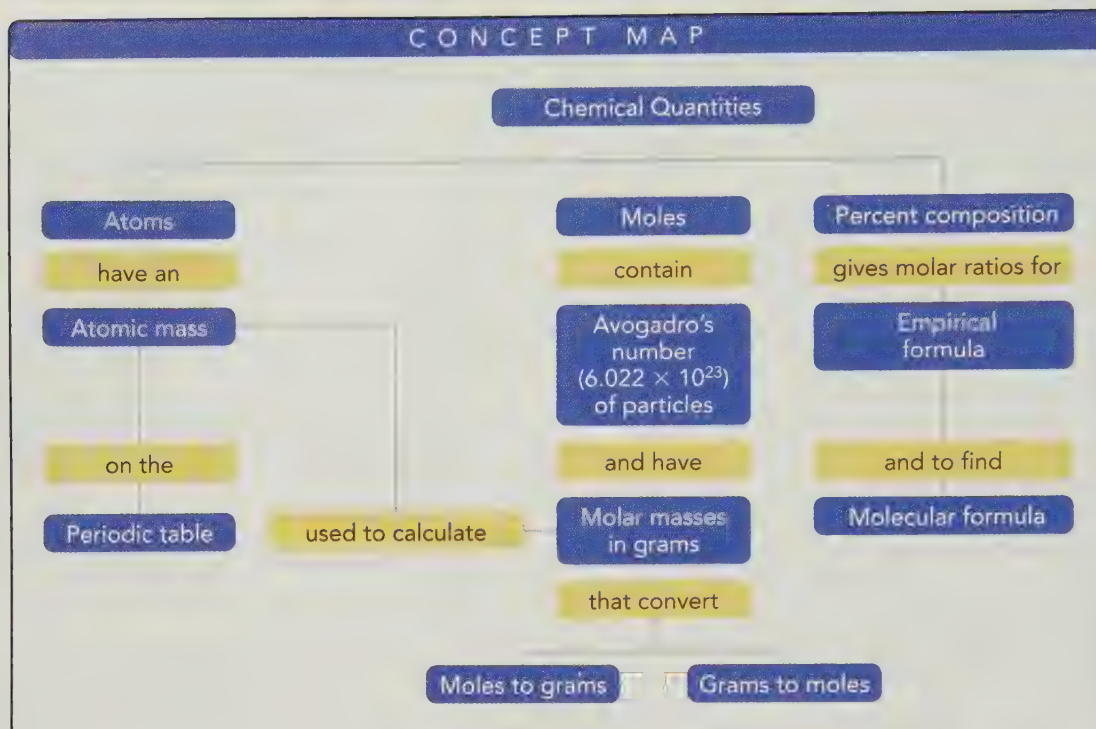 CONCEPT MAP
Chemical Quantities
Atoms
have an
Atomic mass
on the
Periodic table
used to calculate
Moles
contain
Avogadro's
number
(6.022 × 10²³)
of particles
and have
Molar masses
in grams
that convert
Moles to grams
Grams to moles
Percent composition
gives molar ratios for
Empirical
formula
and to find
Molecular formula